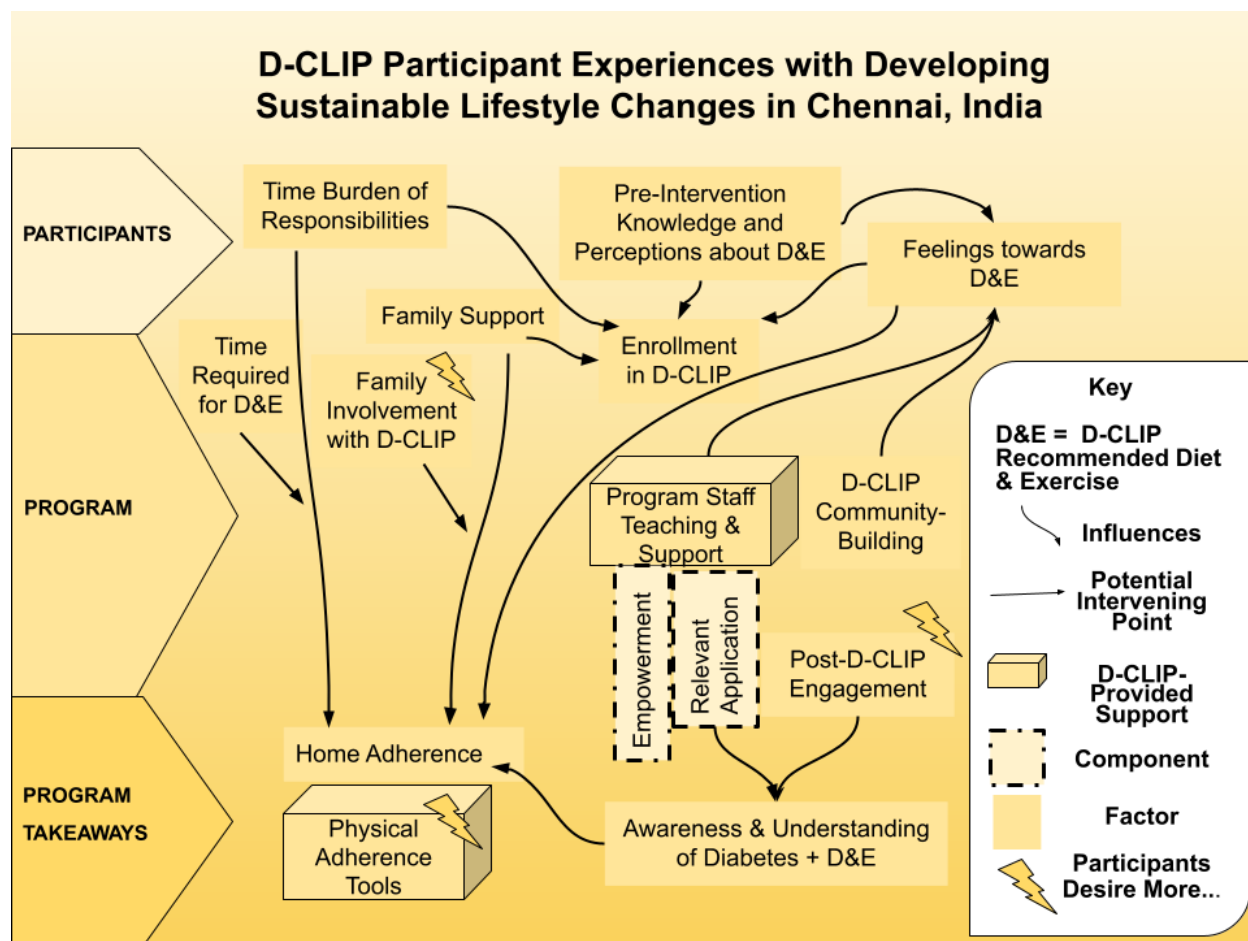 D-CLIP Participant Experiences with Developing
Sustainable Lifestyle Changes in Chennai, India
PARTICIPANTS
Time Burden of
Responsibilities
Pre-Intervention
Knowledge and
Perceptions about D&E
Feelings towards
D&E
Family Support
Enrollment
in D-CLIP
PROGRAM
Time
Required
for D&E
Family
Involvement
with D-CLIP
Program Staff
Teaching &
Support
D-CLIP
Community-
Building
Empowerment
Relevant
Application
Post-D-CLIP
Engagement
PROGRAM
TAKEAWAYS
Home Adherence
Physical
Adherence
Tools
Awareness & Understanding
of Diabetes + D&E
Key
D&E = D-CLIP
Recommended Diet
& Exercise
Influences
Potential
Intervening
Point
D-CLIP-
Provided
Support
Component
Factor
Participants
Desire More...